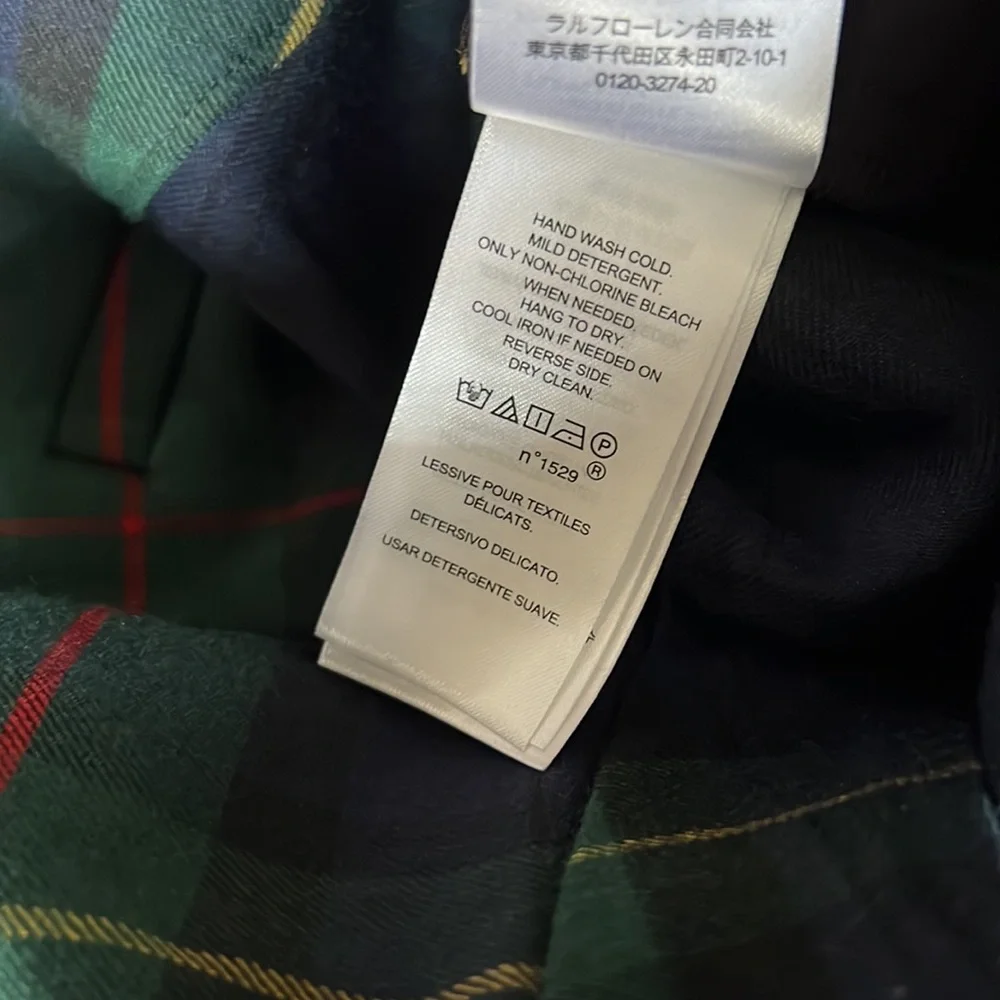 ラルフローレン合同会社
東京都千代田区永田町2-10-1
0120-3274-20
HAND WASH COLD.
MILD DETERGENT.
ONLY NON-CHLORINE BLEACH
WHEN NEEDED.
HANG TO DRY.
COOL IRON IF NEEDED ON
REVERSE SIDE.
DRY CLEAN.
P
n°1529 ®
LESSIVE POUR TEXTILES
DÉLICATS.
DETERSIVO DELICATO.
USAR DETERGENTE SUAVE.